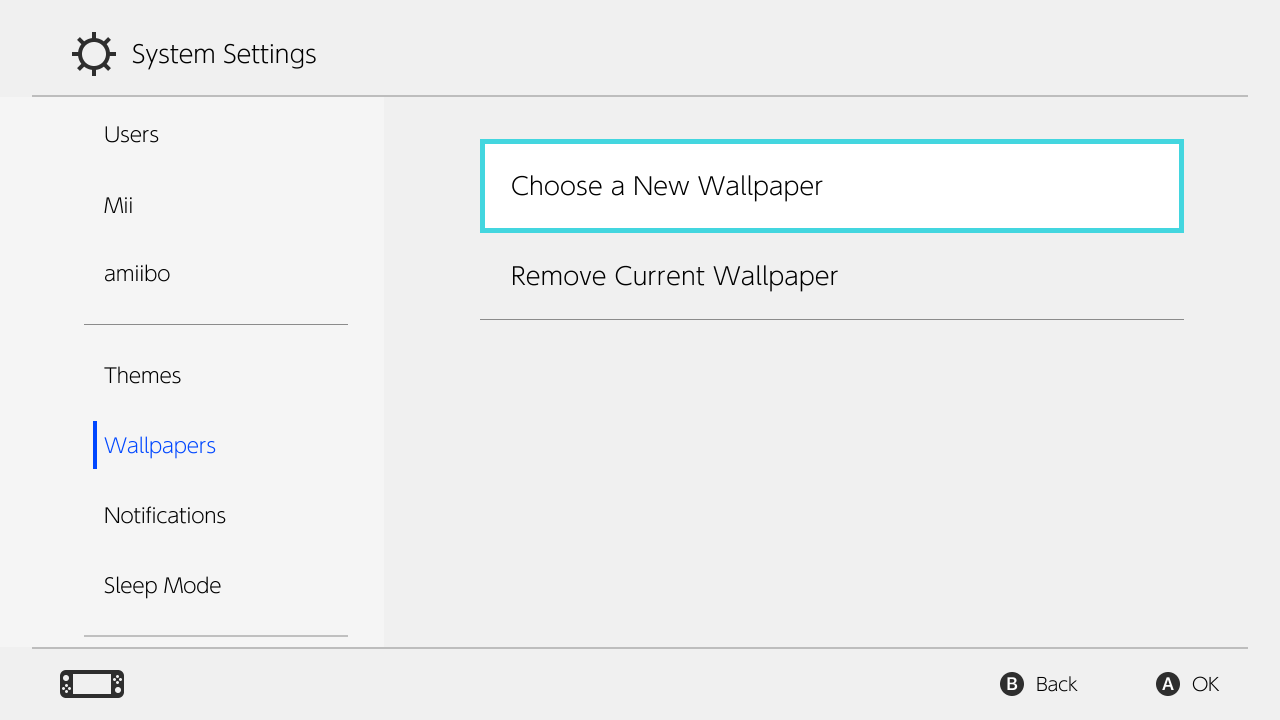 System Settings
Users
Mii
amiibo
Themes
Wallpapers
Notifications
Sleep Mode
Choose a New Wallpaper
Remove Current Wallpaper
B Back
A OK